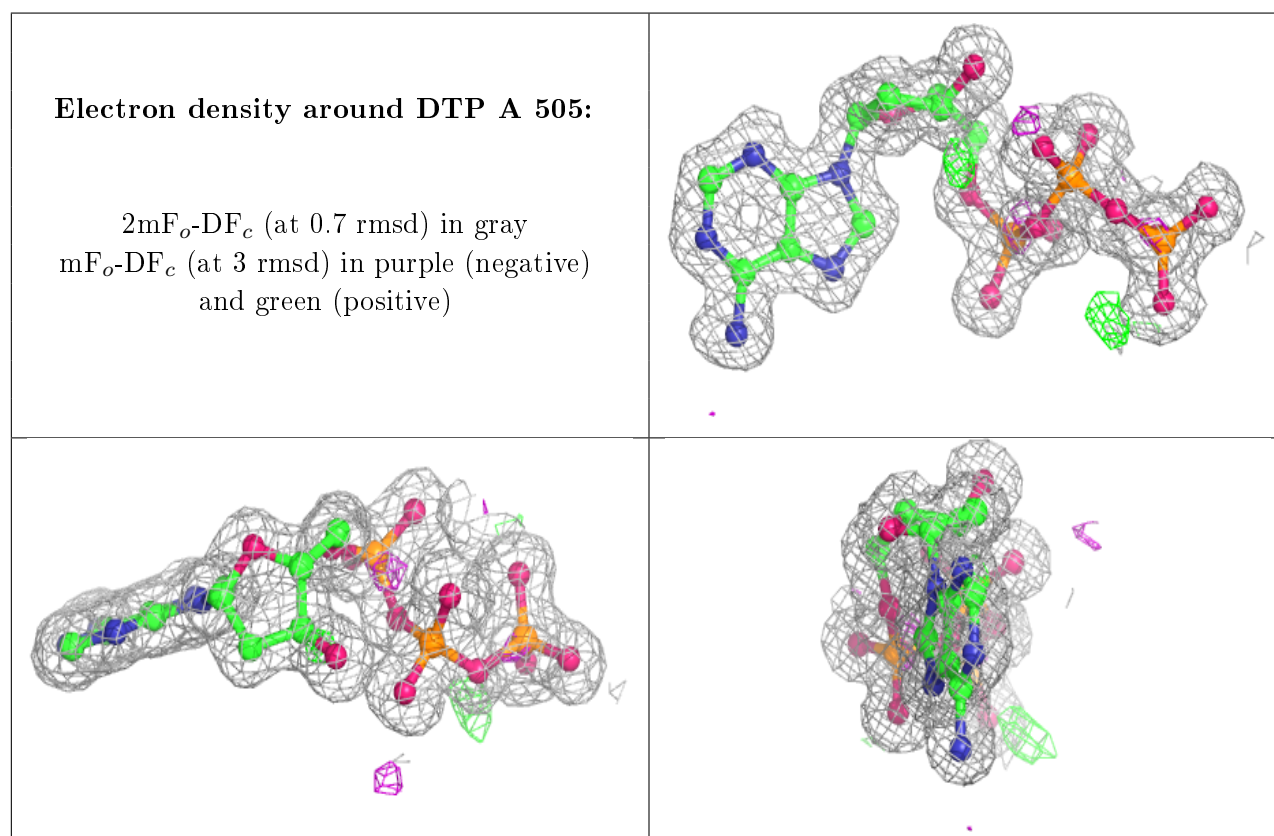 Electron density around DTP A 505:
2mFo-DFc (at 0.7 rmsd) in gray
mFo-DFc (at 3 rmsd) in purple (negative)
and green (positive)